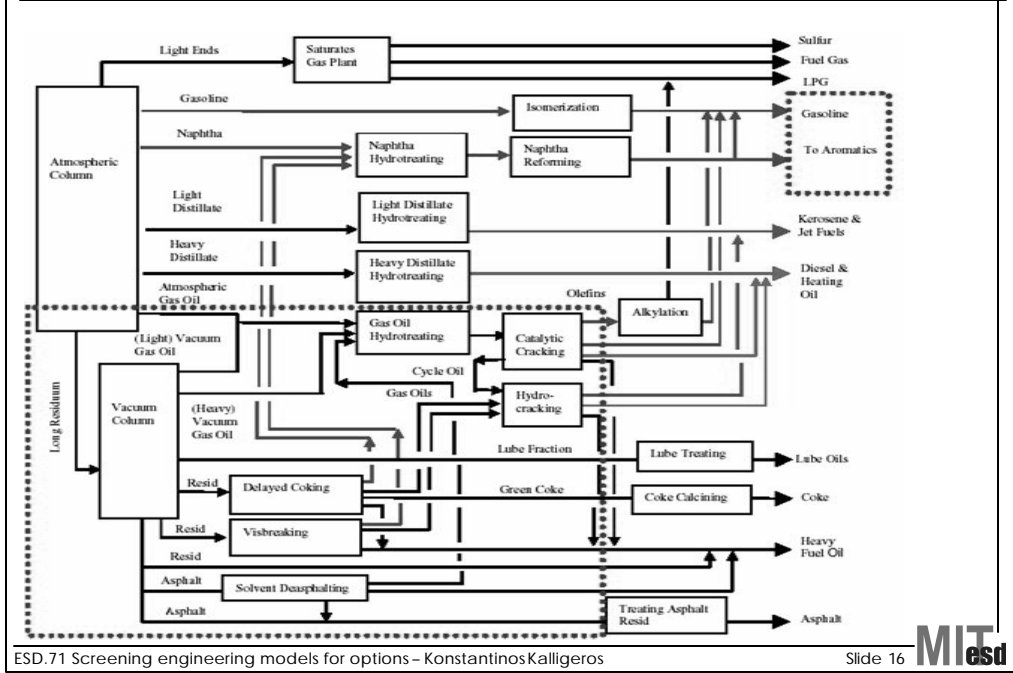 Light Ends
Saturates
Gas Plant
Sulfur
Fuel Gas
LPG
Gasoline
Isomerization
Gasoline
Naphtha
Naphtha
Hydrotreating
Naphtha
Reforming
To Aromatics
Atmospheric
Column
Light
Distillate
Light Distillate
Hydrotreating
Kerosene &
Jet Fuels
Heavy
Distillate
Heavy Distillate
Hydrotreating
Diesel &
Heating
Oil
Atmospheric
Gas Oil
Olefins
Alkylation
(Light) Vacuum
Gas Oil
Gas Oil
Hydrotreating
Catalytic
Cracking
Cycle Oil
Gas Oils
Hydro-
cracking
Long Residuum
Vacuum
Column
(Heavy)
Vacuum
Gas Oil
Lube Fraction
Lube Treating
Lube Oils
Resid
Delayed Coking
Green Coke
Coke Calcining
Coke
Resid
Visbreaking
Heavy
Fuel Oil
Resid
Asphalt
Solvent Deasphalting
Asphalt
Treating Asphalt
Resid
Asphalt
ESD.71 Screening engineering models for options – Konstantinos Kalligeros
Slide 16
MIT esd